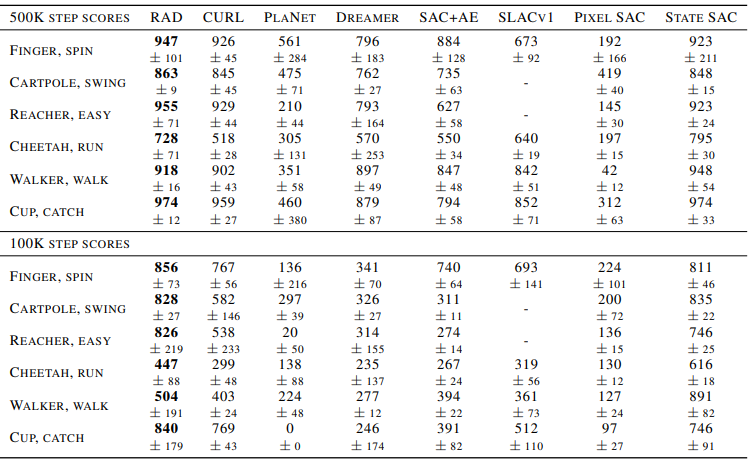 500K STEP SCORES RAD CURL PLANET DREAMER SAC+AE SLACV1 PIXEL SAC STATE SAC
FINGER, SPIN 947 926 561 796 884 673 192 923
± 101 ± 45 ± 284 ± 183 ± 128 ± 92 ± 166 ± 211
CARTPOLE, SWING 863 845 475 762 735 - 419 848
± 9 ± 45 ± 71 ± 27 ± 63 ± 40 ± 15
REACHER, EASY 955 929 210 793 627 - 145 923
± 71 ± 44 ± 44 ± 164 ± 58 ± 30 ± 24
CHEETAH, RUN 728 518 305 570 550 640 197 795
± 71 ± 28 ± 131 ± 253 ± 34 ± 19 ± 15 ± 30
WALKER, WALK 918 902 351 897 847 842 42 948
± 16 ± 43 ± 58 ± 49 ± 48 ± 51 ± 12 ± 54
CUP, CATCH 974 959 460 879 794 852 312 974
± 12 ± 27 ± 380 ± 87 ± 58 ± 71 ± 63 ± 33
100K STEP SCORES
FINGER, SPIN 856 767 136 341 740 693 224 811
± 73 ± 56 ± 216 ± 70 ± 64 ± 141 ± 101 ± 46
CARTPOLE, SWING 828 582 297 326 311 - 200 835
± 27 ± 146 ± 39 ± 27 ± 11 ± 72 ± 22
REACHER, EASY 826 538 20 314 274 - 136 746
± 219 ± 233 ± 50 ± 155 ± 14 ± 15 ± 25
CHEETAH, RUN 447 299 138 235 267 319 130 616
± 88 ± 48 ± 88 ± 137 ± 24 ± 56 ± 12 ± 18
WALKER, WALK 504 403 224 277 394 361 127 891
± 191 ± 24 ± 48 ± 12 ± 22 ± 73 ± 24 ± 82
CUP, CATCH 840 769 0 246 391 512 97 746
± 179 ± 43 ± 0 ± 174 ± 82 ± 110 ± 27 ± 91